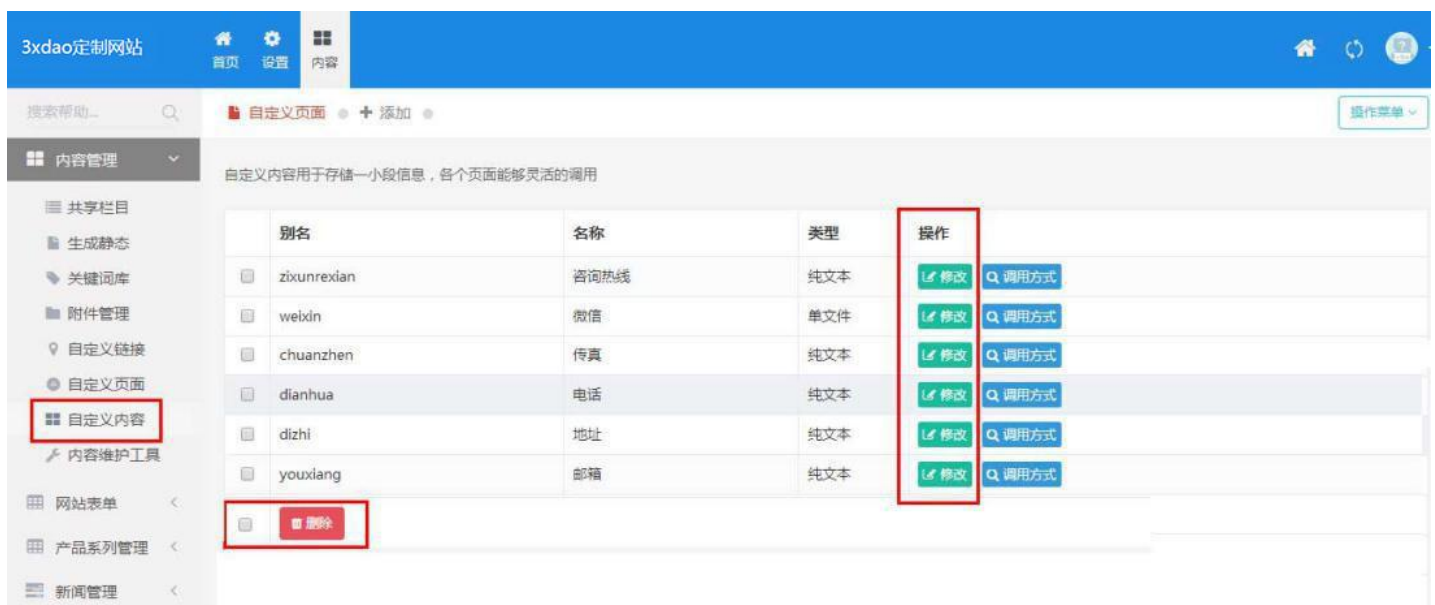 3xdao定制网站
首页 设置 内容
搜索帮助... 自定义页面 添加 操作菜单
内容管理
自定义内容用于存储一小段信息，各个页面能够灵活的调用
共享栏目
别名 名称 类型 操作
生成静态
关键词库
zixunrexian 咨询热线 纯文本 修改 调用方式
附件管理
weixin 微信 单文件 修改 调用方式
自定义链接
chuanzhen 传真 纯文本 修改 调用方式
自定义页面
dianhua 电话 纯文本 修改 调用方式
自定义内容
dizhi 地址 纯文本 修改 调用方式
内容维护工具
youxiang 邮箱 纯文本 修改 调用方式
网站表单
删除
产品系列管理
新闻管理